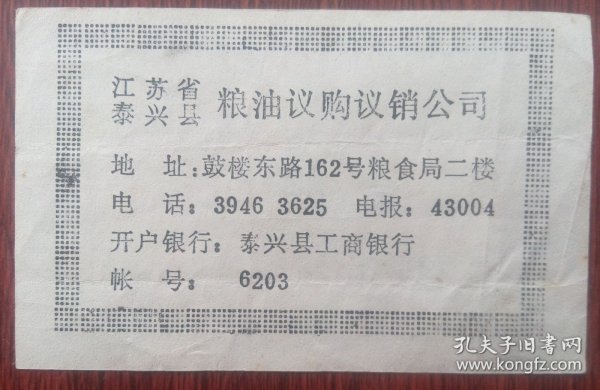 江苏省
泰兴县 粮油议购议销公司
地 址:鼓楼东路162号粮食局二楼
电 话: 3946 3625 电报: 43004
开户银行: 泰兴县工商银行
帐 号: 6203
孔夫子旧书网
www.kongfz.com